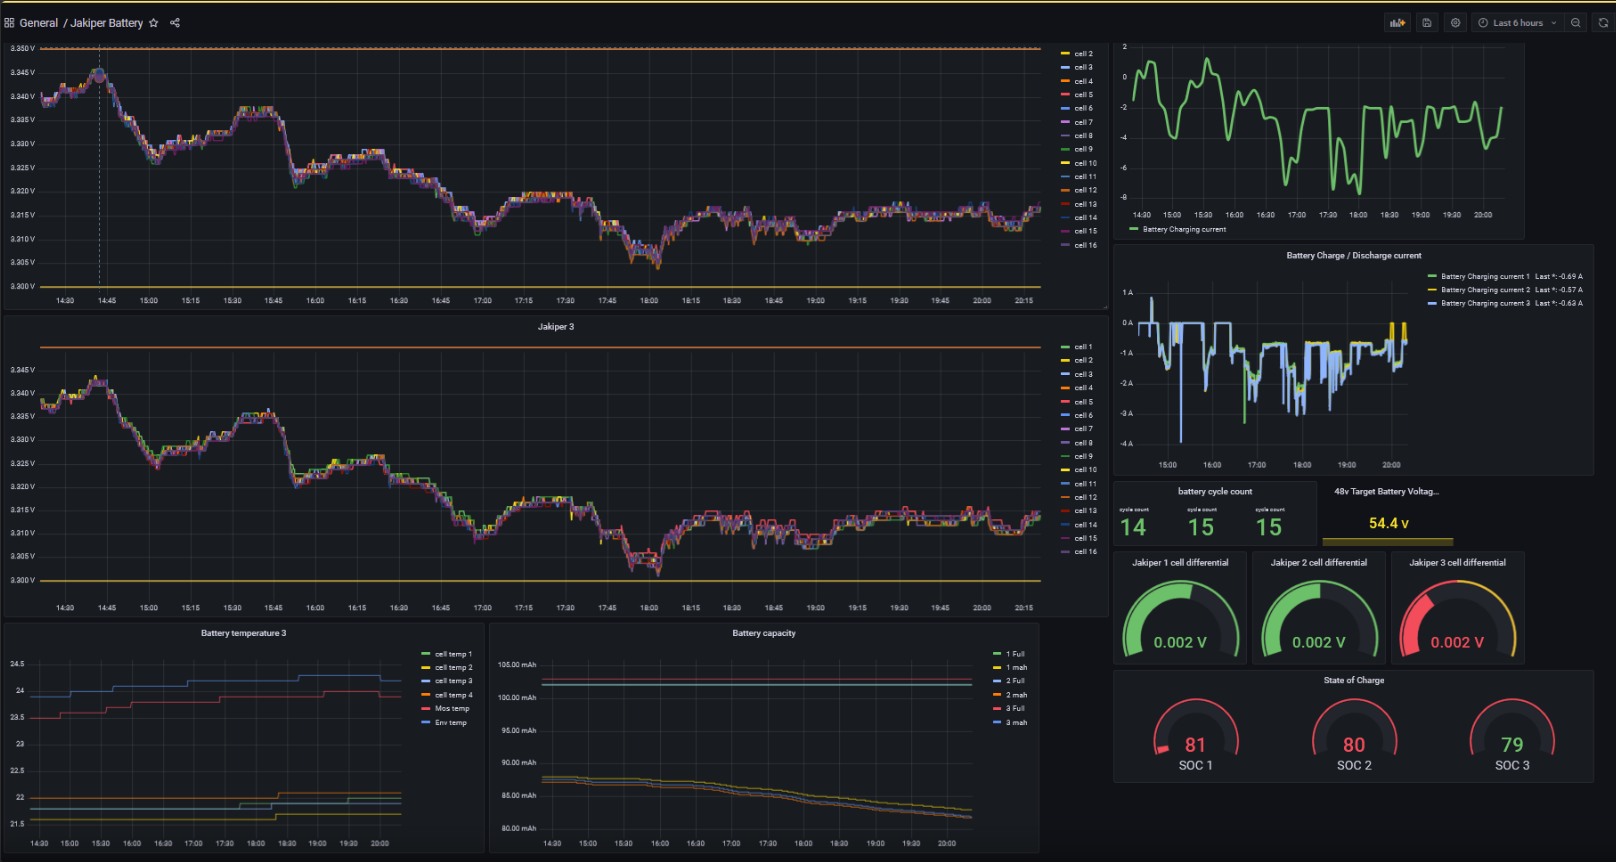 General / Jakiper Battery
Last 6 hours
3.350 V
3.345 V
3.340 V
3.335 V
3.330 V
3.325 V
3.320 V
3.315 V
3.310 V
3.305 V
3.300 V
14:30 14:45 15:00 15:15 15:30 15:45 16:00 16:15 16:30 16:45 17:00 17:15 17:30 17:45 18:00 18:15 18:30 18:45 19:00 19:15 19:30 19:45 20:00 20:15
cell 2
cell 3
cell 4
cell 5
cell 6
cell 7
cell 8
cell 9
cell 10
cell 11
cell 12
cell 13
cell 14
cell 15
cell 16
2
0
-2
-4
-6
-8
14:30 15:00 15:30 16:00 16:30 17:00 17:30 18:00 18:30 19:00 19:30 20:00
Battery Charging current
Battery Charge / Discharge current
1 A
0 A
-1 A
-2 A
-3 A
-4 A
15:00 16:00 17:00 18:00 19:00 20:00
Battery Charging current 1 Last *: -0.69 A
Battery Charging current 2 Last *: -0.57 A
Battery Charging current 3 Last *: -0.63 A
Jakiper 3
3.345 V
3.340 V
3.335 V
3.330 V
3.325 V
3.320 V
3.315 V
3.310 V
3.305 V
3.300 V
14:30 14:45 15:00 15:15 15:30 15:45 16:00 16:15 16:30 16:45 17:00 17:15 17:30 17:45 18:00 18:15 18:30 18:45 19:00 19:15 19:30 19:45 20:00 20:15
cell 1
cell 2
cell 3
cell 4
cell 5
cell 6
cell 7
cell 8
cell 9
cell 10
cell 11
cell 12
cell 13
cell 14
cell 15
cell 16
battery cycle count
cycle count cycle count cycle count
14 15 15
48v Target Battery Voltag...
54.4 V
Jakiper 1 cell differential
0.002 V
Jakiper 2 cell differential
0.002 V
Jakiper 3 cell differential
0.002 V
Battery temperature 3
24.5
24
23.5
23
22.5
22
21.5
14:30 15:00 15:30 16:00 16:30 17:00 17:30 18:00 18:30 19:00 19:30 20:00
cell temp 1
cell temp 2
cell temp 3
cell temp 4
Mos temp
Env temp
Battery capacity
105.00 mAh
100.00 mAh
95.00 mAh
90.00 mAh
85.00 mAh
80.00 mAh
14:30 15:00 15:30 16:00 16:30 17:00 17:30 18:00 18:30 19:00 19:30 20:00
1 Full
1 mah
2 Full
2 mah
3 Full
3 mah
State of Charge
81 80 79
SOC 1 SOC 2 SOC 3